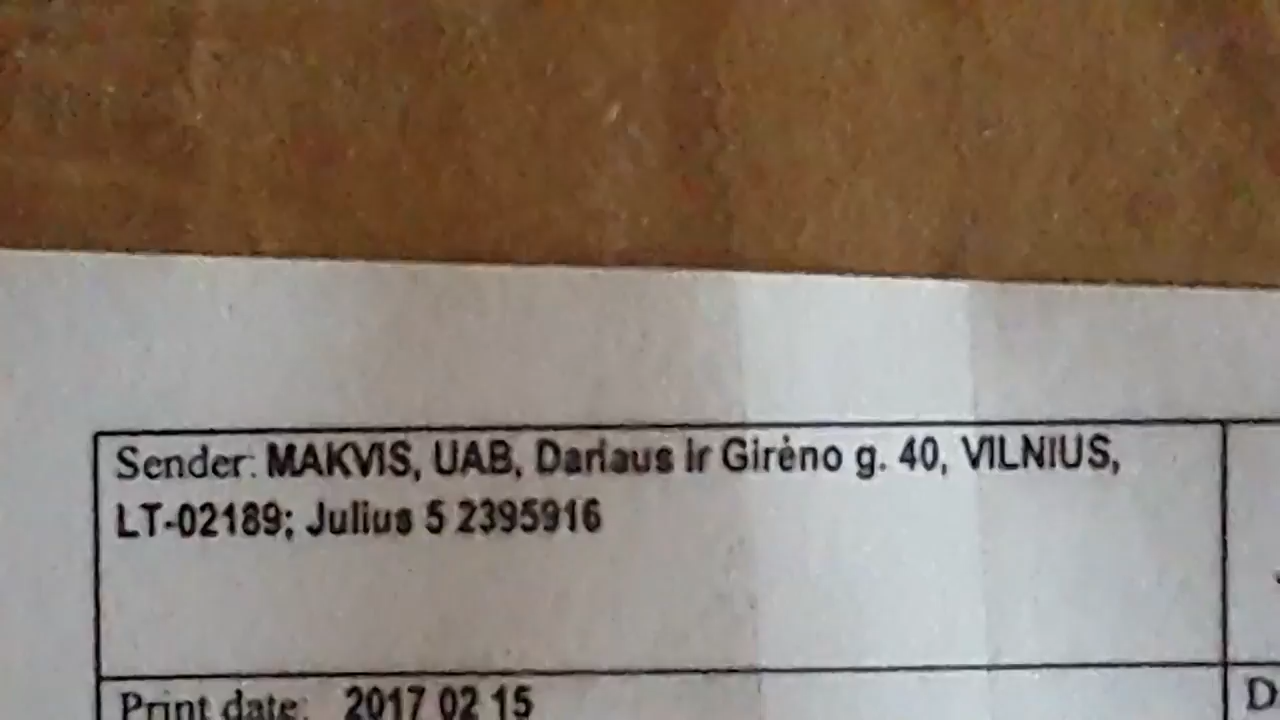 Sender: MAKVIS, UAB, Dariaus ir Girėno g. 40, VILNIUS,
LT-02189; Julius 5 2395916
Print date: 2017 02 15
D